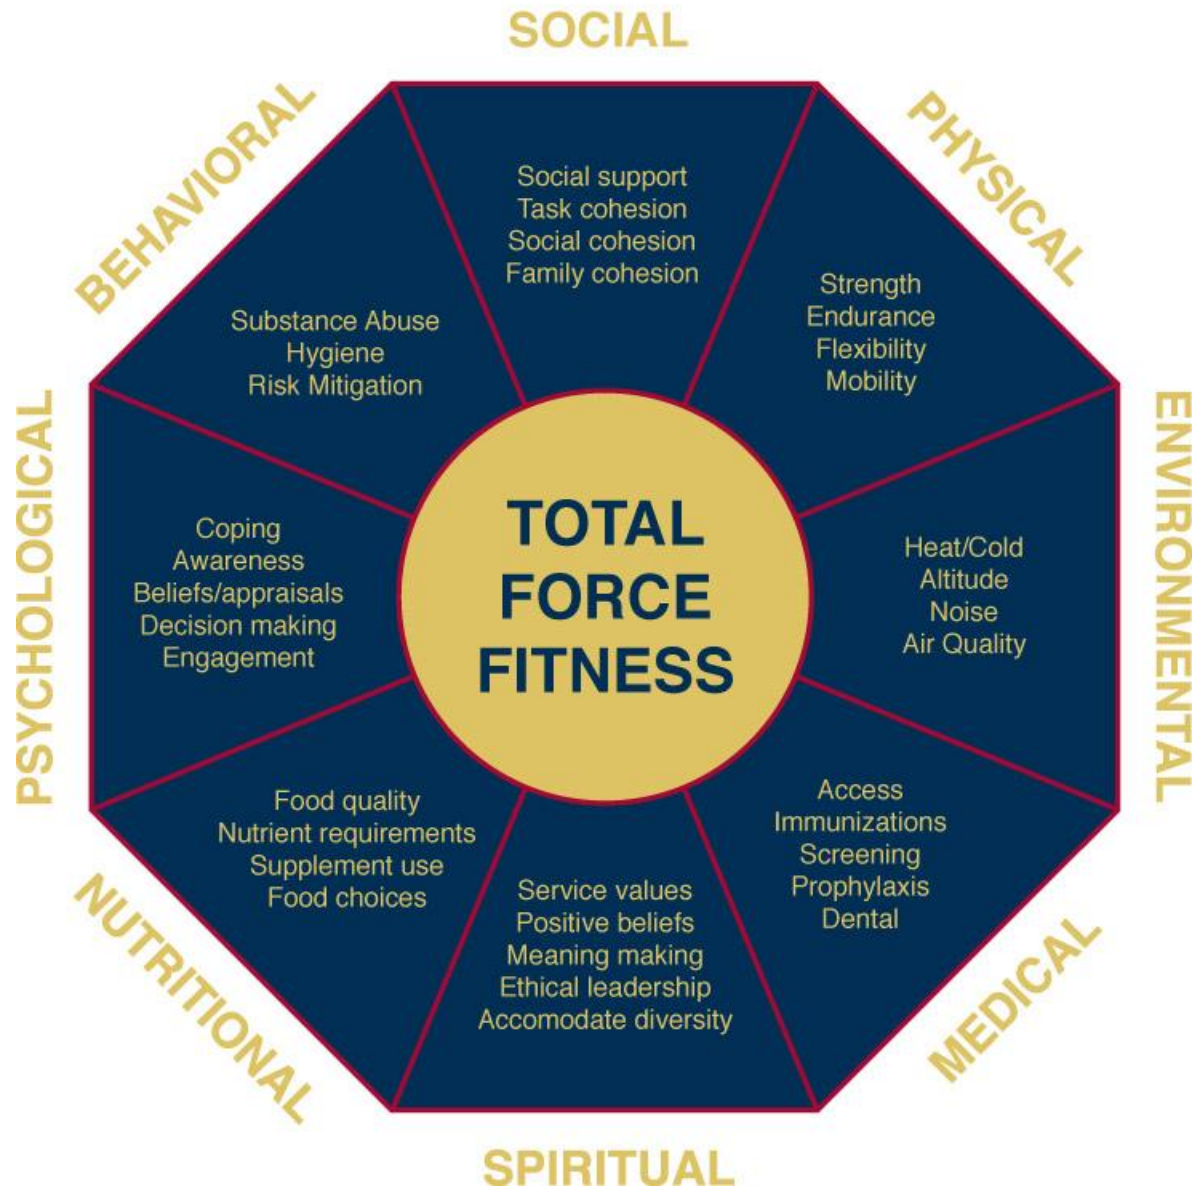 SOCIAL
Social support
Task cohesion
Social cohesion
Family cohesion
PHYSICAL
Strength
Endurance
Flexibility
Mobility
ENVIRONMENTAL
Heat/Cold
Altitude
Noise
Air Quality
MEDICAL
Access
Immunizations
Screening
Prophylaxis
Dental
SPIRITUAL
Service values
Positive beliefs
Meaning making
Ethical leadership
Accomodate diversity
NUTRITIONAL
Food quality
Nutrient requirements
Supplement use
Food choices
PSYCHOLOGICAL
Coping
Awareness
Beliefs/appraisals
Decision making
Engagement
BEHAVIORAL
Substance Abuse
Hygiene
Risk Mitigation
TOTAL
FORCE
FITNESS